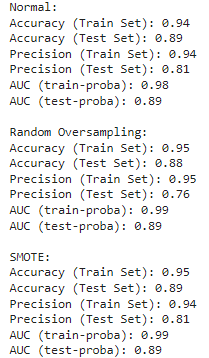 Normal:
Accuracy (Train Set): 0.94
Accuracy (Test Set): 0.89
Precision (Train Set): 0.94
Precision (Test Set): 0.81
AUC (train-proba): 0.98
AUC (test-proba): 0.89
Random Oversampling:
Accuracy (Train Set): 0.95
Accuracy (Test Set): 0.88
Precision (Train Set): 0.95
Precision (Test Set): 0.76
AUC (train-proba): 0.99
AUC (test-proba): 0.89
SMOTE:
Accuracy (Train Set): 0.95
Accuracy (Test Set): 0.89
Precision (Train Set): 0.94
Precision (Test Set): 0.81
AUC (train-proba): 0.99
AUC (test-proba): 0.89